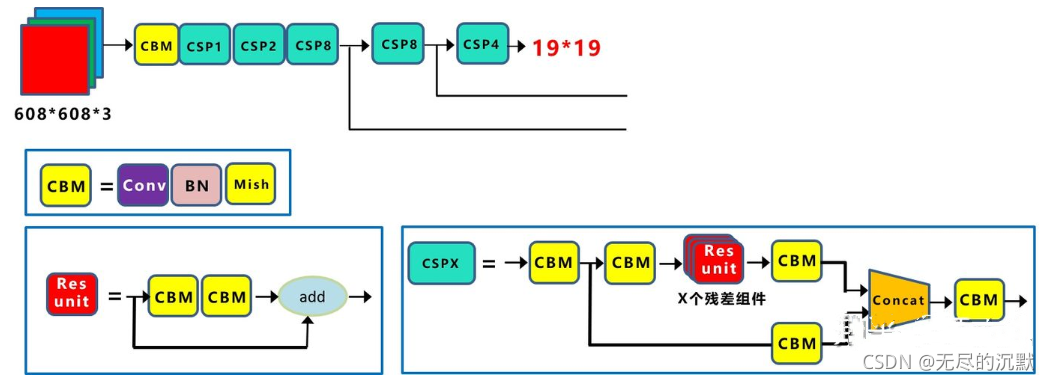 CBM CSP1 CSP2 CSP8 CSP8 CSP4 19*19
608*608*3
CBM = Conv BN Mish
Res unit = CBM CBM add
CSPX = CBM CBM Res unit CBM Concat CBM
X个残差组件
CBM
CSDN @无尽的沉默